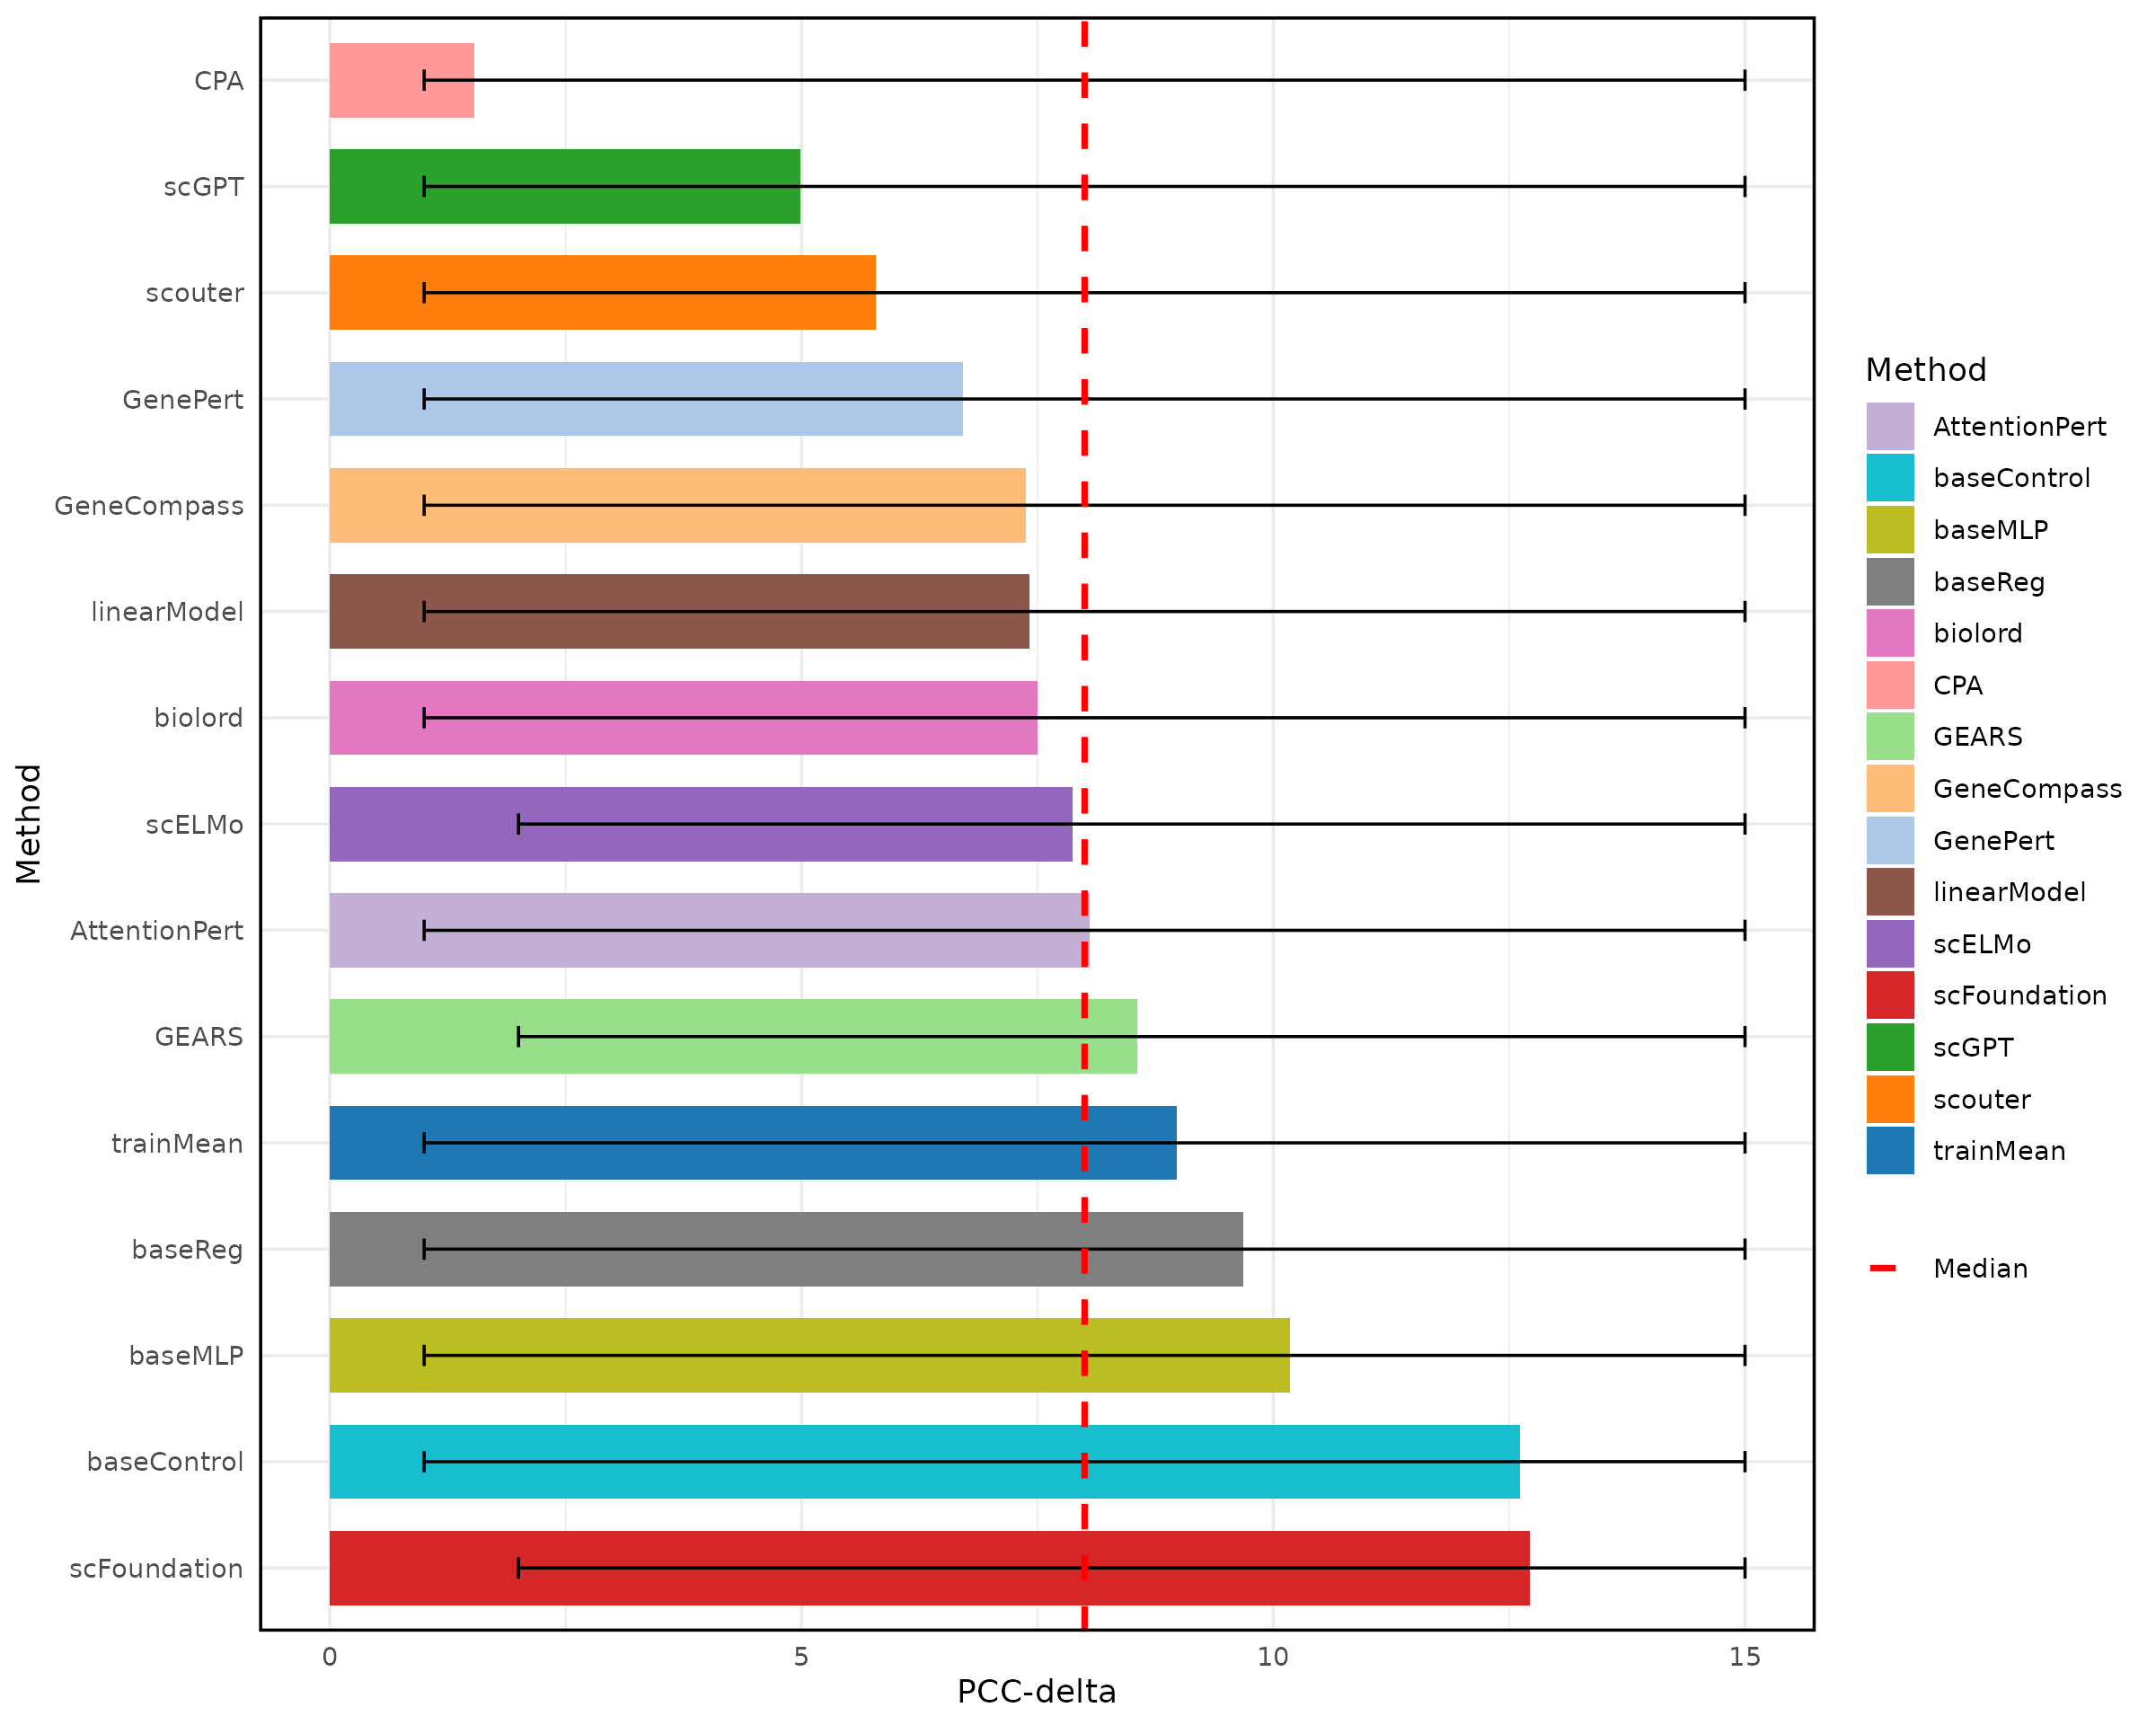 CPA
scGPT
scouter
GenePert
GeneCompass
linearModel
biolord
scELMo
AttentionPert
GEARS
trainMean
baseReg
baseMLP
baseControl
scFoundation
Method
0 5 10 15
PCC-delta
Method
AttentionPert
baseControl
baseMLP
baseReg
biolord
CPA
GEARS
GeneCompass
GenePert
linearModel
scELMo
scFoundation
scGPT
scouter
trainMean
Median